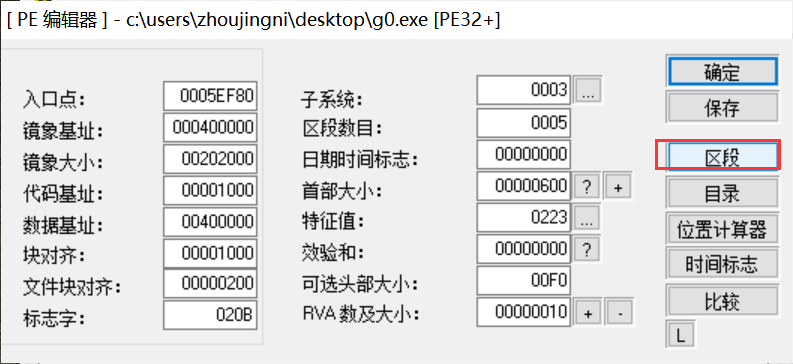 [ PE 编辑器 ] - c:\users\zhoujingni\desktop\g0.exe [PE32+]
入口点: 0005EF80
镜象基址: 000400000
镜象大小: 00202000
代码基址: 00001000
数据基址: 00400000
块对齐: 00001000
文件块对齐: 00000200
标志字: 020B
子系统: 0003 ...
区段数目: 0005
日期时间标志: 00000000
首部大小: 00000600 ? +
特征值: 0223 ...
效验和: 00000000 ?
可选头部大小: 00F0
RVA 数及大小: 00000010 + -
确定
保存
区段
目录
位置计算器
时间标志
比较
L